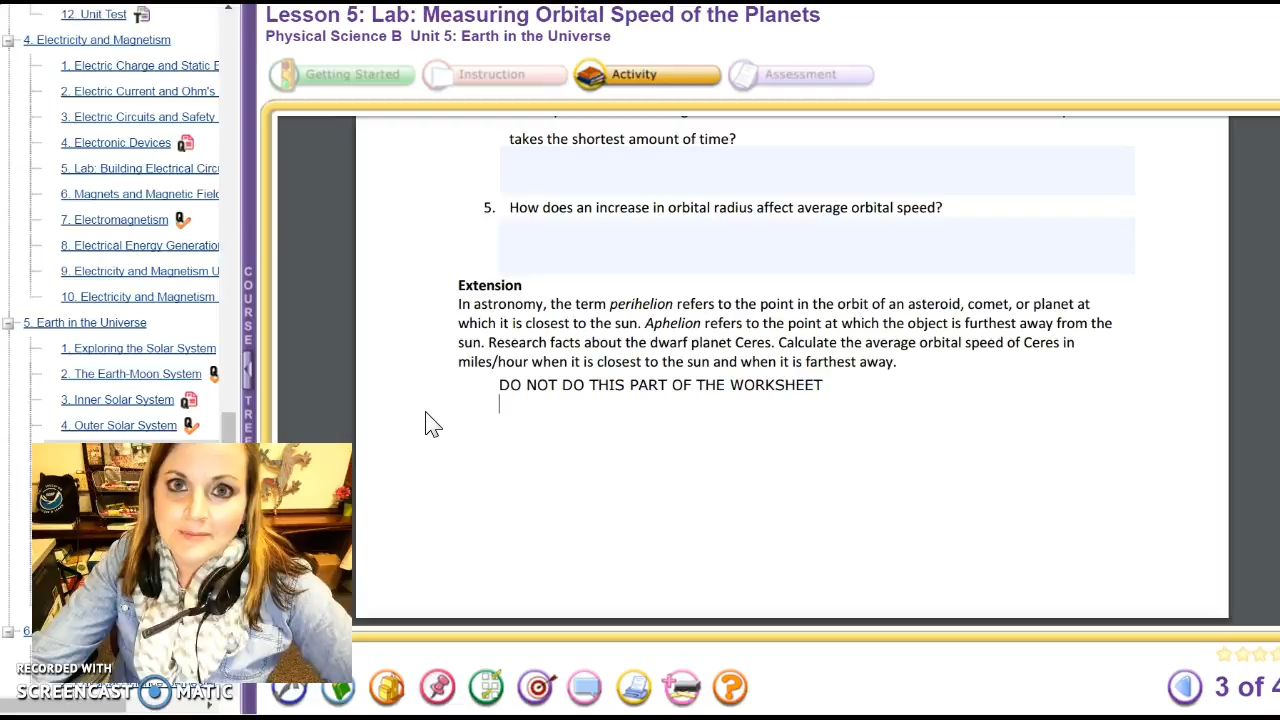 Lesson 5: Lab: Measuring Orbital Speed of the Planets
Physical Science B Unit 5: Earth in the Universe
Getting Started
Instruction
Activity
Assessment
12. Unit Test
4. Electricity and Magnetism
1. Electric Charge and Static E
2. Electric Current and Ohm's
3. Electric Circuits and Safety
4. Electronic Devices
5. Lab: Building Electrical Circu
6. Magnets and Magnetic Field
7. Electromagnetism
8. Electrical Energy Generatio
9. Electricity and Magnetism U
10. Electricity and Magnetism
5. Earth in the Universe
1. Exploring the Solar System
2. The Earth-Moon System
3. Inner Solar System
4. Outer Solar System
6
COURSE TREE
takes the shortest amount of time?
5. How does an increase in orbital radius affect average orbital speed?
Extension
In astronomy, the term perihelion refers to the point in the orbit of an asteroid, comet, or planet at
which it is closest to the sun. Aphelion refers to the point at which the object is furthest away from the
sun. Research facts about the dwarf planet Ceres. Calculate the average orbital speed of Ceres in
miles/hour when it is closest to the sun and when it is farthest away.
DO NOT DO THIS PART OF THE WORKSHEET
RECORDED WITH
SCREENCAST MATIC
3 of 4